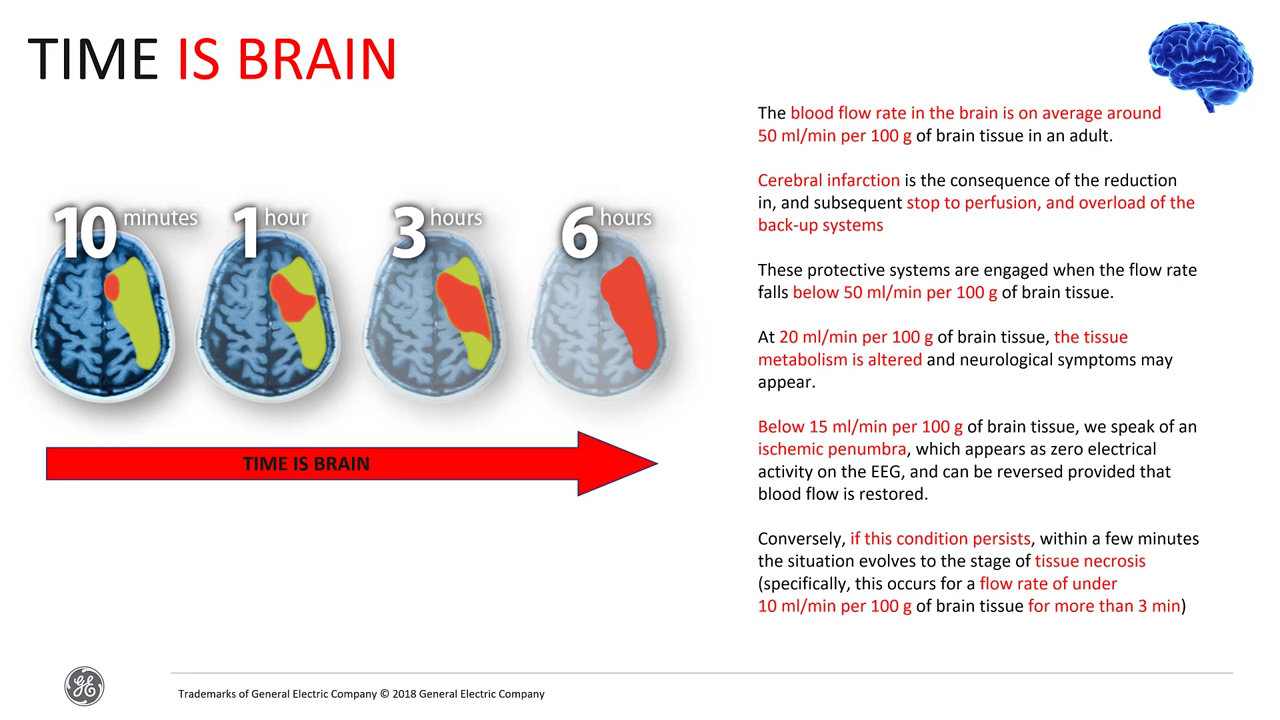 TIME IS BRAIN
10 minutes
1 hour
3 hours
6 hours
TIME IS BRAIN
The blood flow rate in the brain is on average around
50 ml/min per 100 g of brain tissue in an adult.
Cerebral infarction is the consequence of the reduction
in, and subsequent stop to perfusion, and overload of the
back-up systems
These protective systems are engaged when the flow rate
falls below 50 ml/min per 100 g of brain tissue.
At 20 ml/min per 100 g of brain tissue, the tissue
metabolism is altered and neurological symptoms may
appear.
Below 15 ml/min per 100 g of brain tissue, we speak of an
ischemic penumbra, which appears as zero electrical
activity on the EEG, and can be reversed provided that
blood flow is restored.
Conversely, if this condition persists, within a few minutes
the situation evolves to the stage of tissue necrosis
(specifically, this occurs for a flow rate of under
10 ml/min per 100 g of brain tissue for more than 3 min)
GE
Trademarks of General Electric Company © 2018 General Electric Company